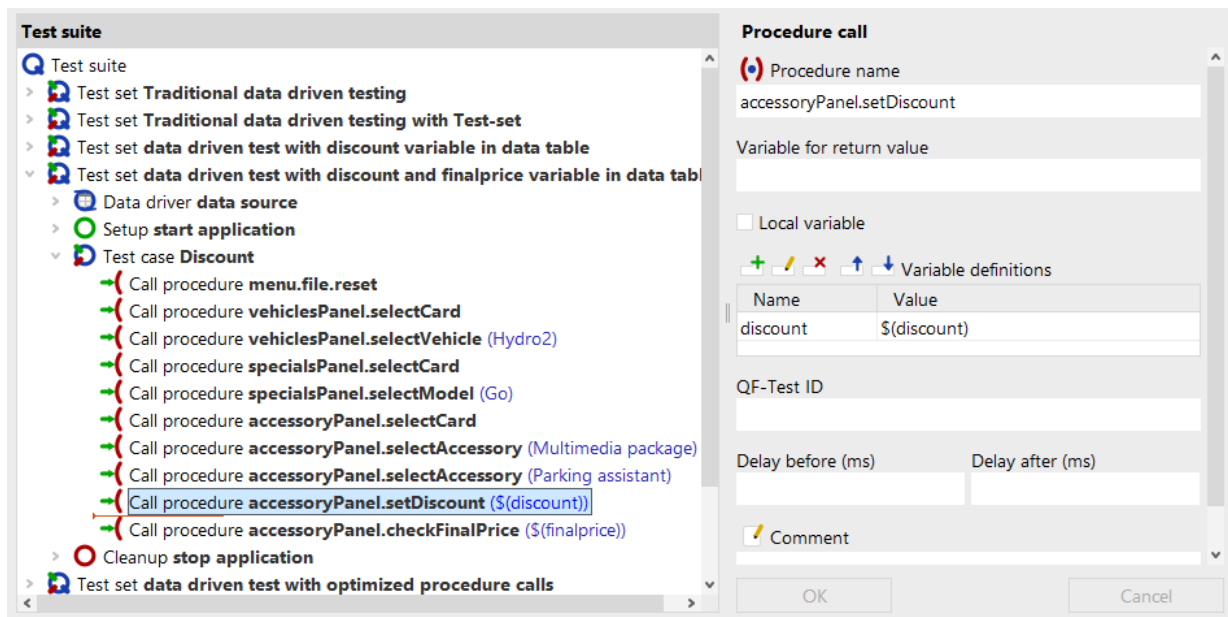 Test suite
Test suite
Test set Traditional data driven testing
Test set Traditional data driven testing with Test-set
Test set data driven test with discount variable in data table
Test set data driven test with discount and finalprice variable in data tabl
Data driver data source
Setup start application
Test case Discount
Call procedure menu.file.reset
Call procedure vehiclesPanel.selectCard
Call procedure vehiclesPanel.selectVehicle (Hydro2)
Call procedure specialsPanel.selectCard
Call procedure specialsPanel.selectModel (Go)
Call procedure accessoryPanel.selectCard
Call procedure accessoryPanel.selectAccessory (Multimedia package)
Call procedure accessoryPanel.selectAccessory (Parking assistant)
Call procedure accessoryPanel.setDiscount ($(discount))
Call procedure accessoryPanel.checkFinalPrice ($(finalprice))
Cleanup stop application
Test set data driven test with optimized procedure calls
Procedure call
Procedure name
accessoryPanel.setDiscount
Variable for return value
Local variable
Variable definitions
Name Value
discount $(discount)
QF-Test ID
Delay before (ms) Delay after (ms)
Comment
OK Cancel